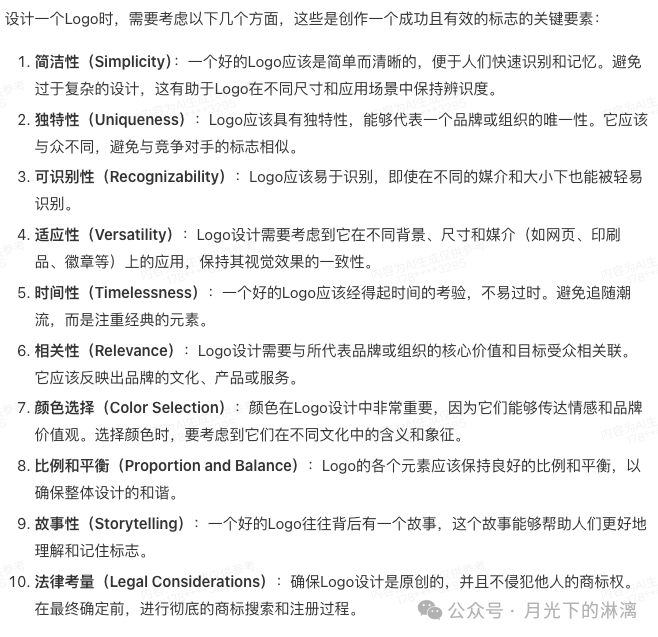 设计一个Logo时，需要考虑以下几个方面，这些是创作一个成功且有效的标志的关键要素：
1. 简洁性（Simplicity）：一个好的Logo应该是简单而清晰的，便于人们快速识别和记忆。避免
过于复杂的设计，这有助于Logo在不同尺寸和应用场景中保持辨识度。
2. 独特性（Uniqueness）：Logo应该具有独特性，能够代表一个品牌或组织的唯一性。它应该
与众不同，避免与竞争对手的标志相似。
3. 可识别性（Recognizability）：Logo应该易于识别，即使在不同的媒介和大小下也能被轻易
识别。
4. 适应性（Versatility）：Logo设计需要考虑到它在不同背景、尺寸和媒介（如网页、印刷
品、徽章等）上的应用，保持其视觉效果的一致性。
5. 时间性（Timelessness）：一个好的Logo应该经得起时间的考验，不易过时。避免追随潮
流，而是注重经典的元素。
6. 相关性（Relevance）：Logo设计需要与所代表品牌或组织的核心价值和目标受众相关联。
它应该反映出品牌的文化、产品或服务。
7. 颜色选择（Color Selection）：颜色在Logo设计中非常重要，因为它们能够传达情感和品牌
价值观。选择颜色时，要考虑到它们在不同文化中的含义和象征。
8. 比例和平衡（Proportion and Balance）：Logo的各个元素应该保持良好的比例和平衡，以
确保整体设计的和谐。
9. 故事性（Storytelling）：一个好的Logo往往背后有一个故事，这个故事能够帮助人们更好地
理解和记住标志。
10. 法律考量（Legal Considerations）：确保Logo设计是原创的，并且不侵犯他人的商标权。
在最终确定前，进行彻底的商标搜索和注册过程。
公众号·月光下的淋漓